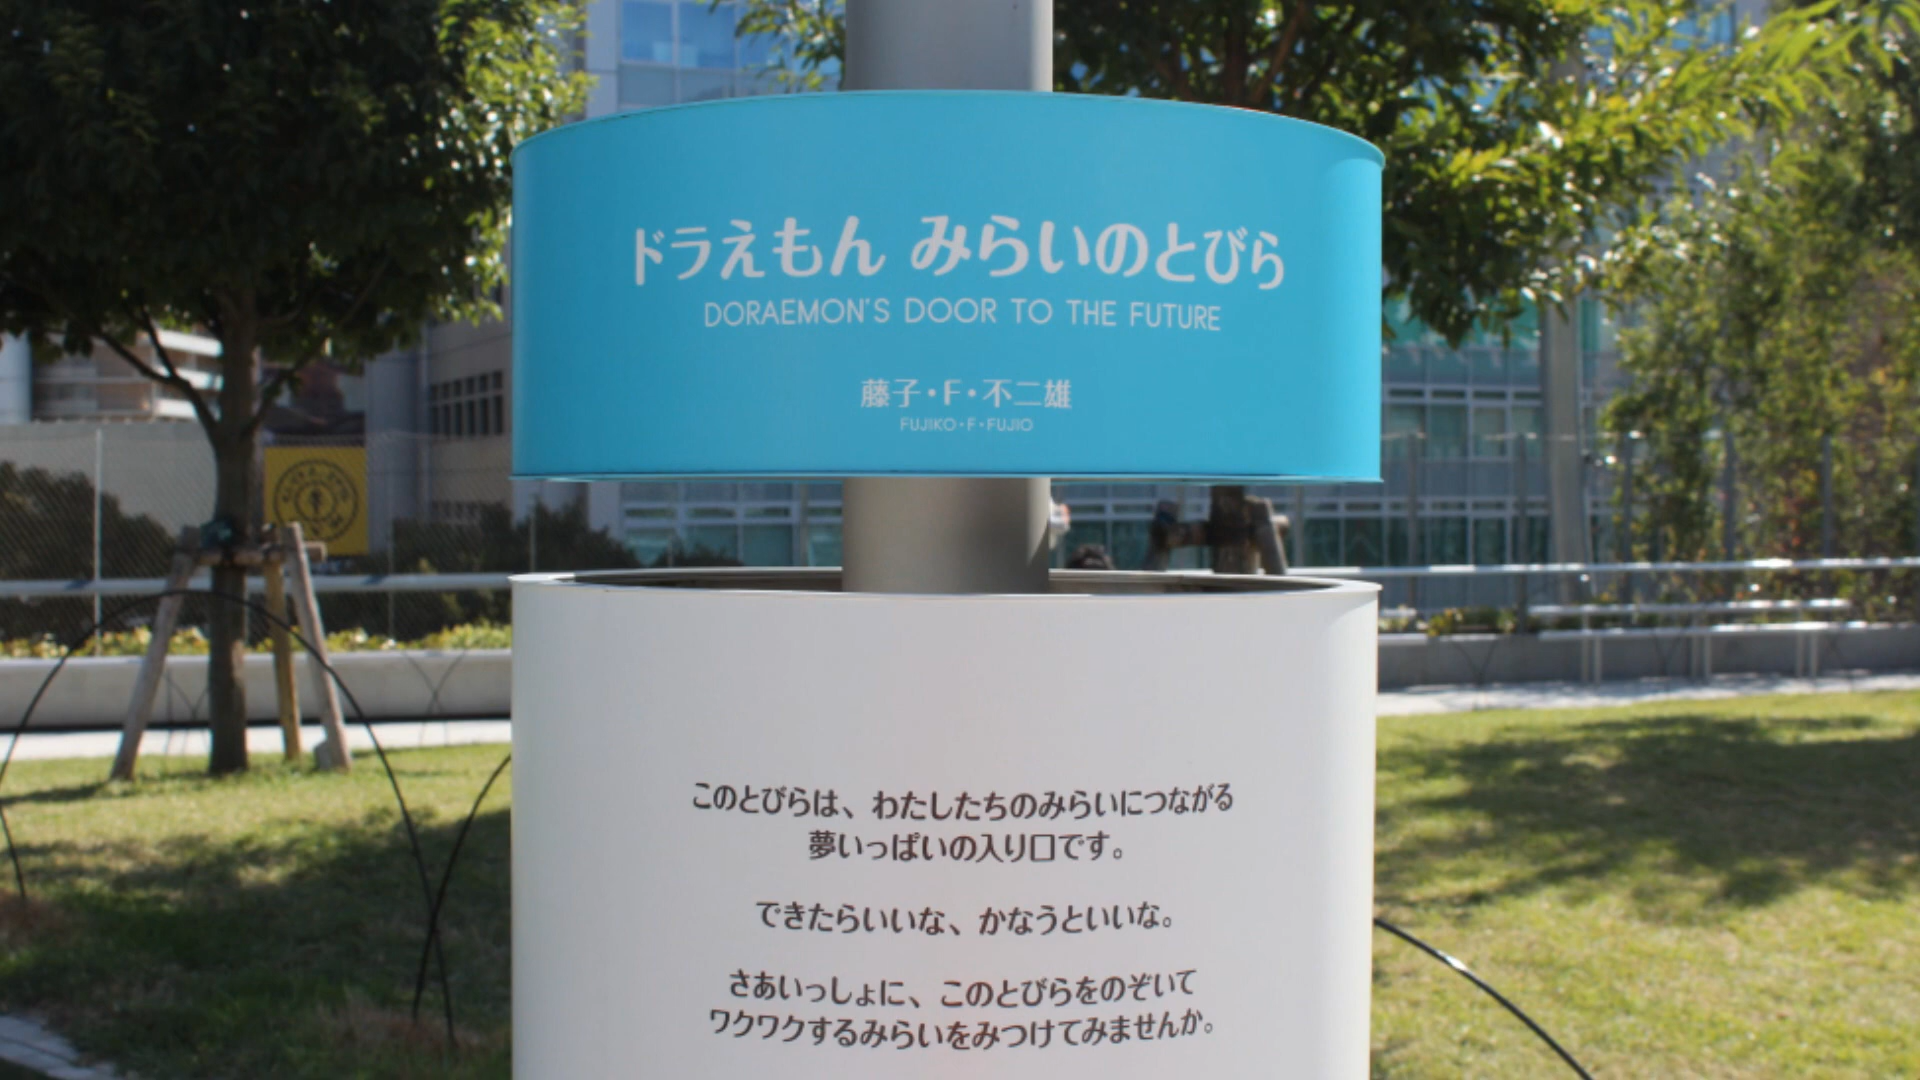 ドラえもん みらいのとびら
DORAEMON'S DOOR TO THE FUTURE
藤子・F・不二雄
FUJIKO・F・FUJIO
このとびらは、わたしたちのみらいにつながる
夢いっぱいの入り口です。
できたらいいな、かなうといいな。
さあいっしょに、このとびらをのぞいて
ワクワクするみらいをみつけてみませんか。